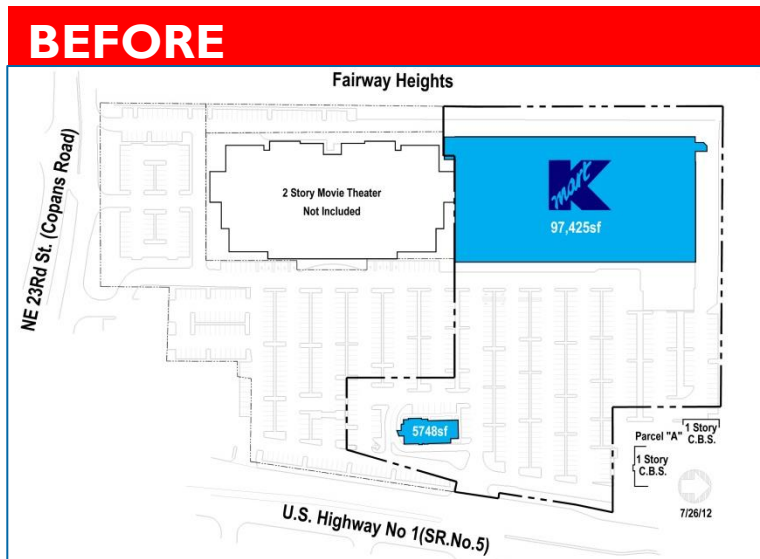 BEFORE
Fairway Heights
NE 23Rd St. (Copans Road)
2 Story Movie Theater
Not Included
K
mart
97,425sf
5748sf
Parcel "A"
1 Story
C.B.S.
1 Story
C.B.S.
7/26/12
U.S. Highway No 1(SR.No.5)